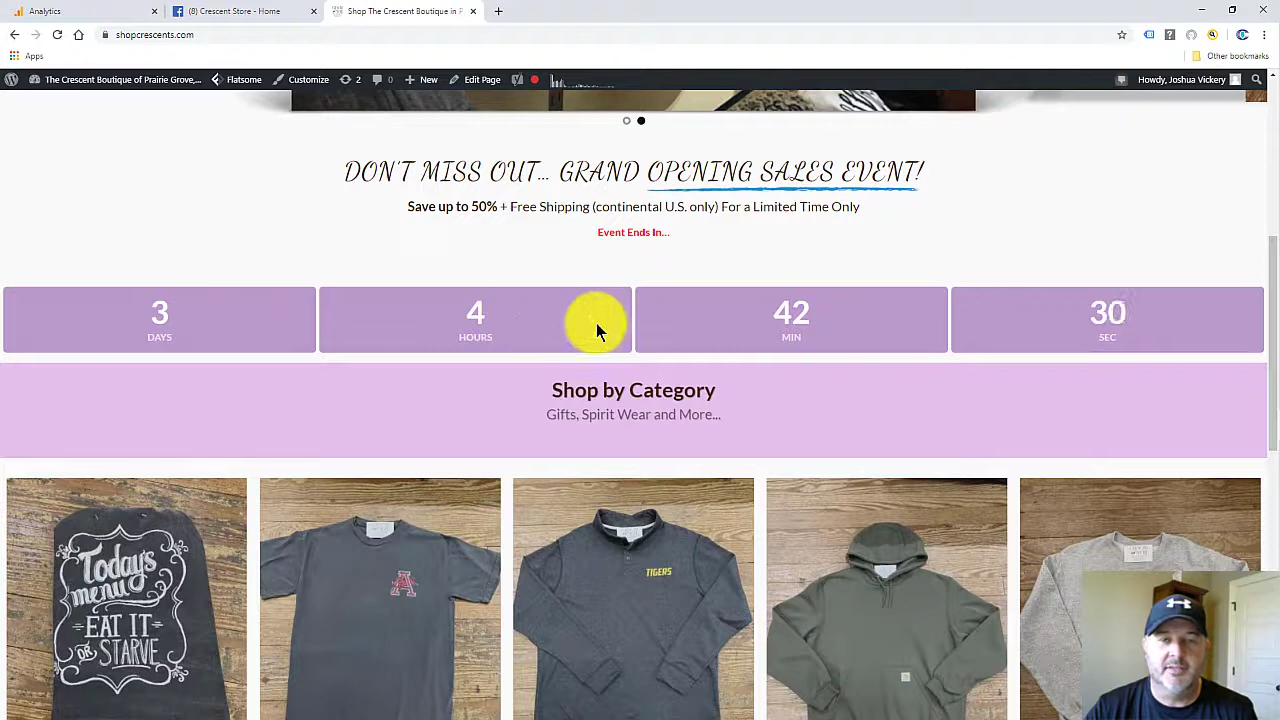 Analytics
(8) Crescent Store - Home
Shop The Crescent Boutique in P
shopcrescents.com
Apps
Other bookmarks
The Crescent Boutique of Prairie Grove,...
Flatsome
Customize
2
0
New
Edit Page
Howdy, Joshua Vickery
DON'T MISS OUT... GRAND OPENING SALES EVENT!
Save up to 50% + Free Shipping (continental U.S. only) For a Limited Time Only
Event Ends In...
3
DAYS
4
HOURS
42
MIN
30
SEC
Shop by Category
Gifts, Spirit Wear and More...
Today's
menu
EAT IT
OR
STARVE
A
TIGERS